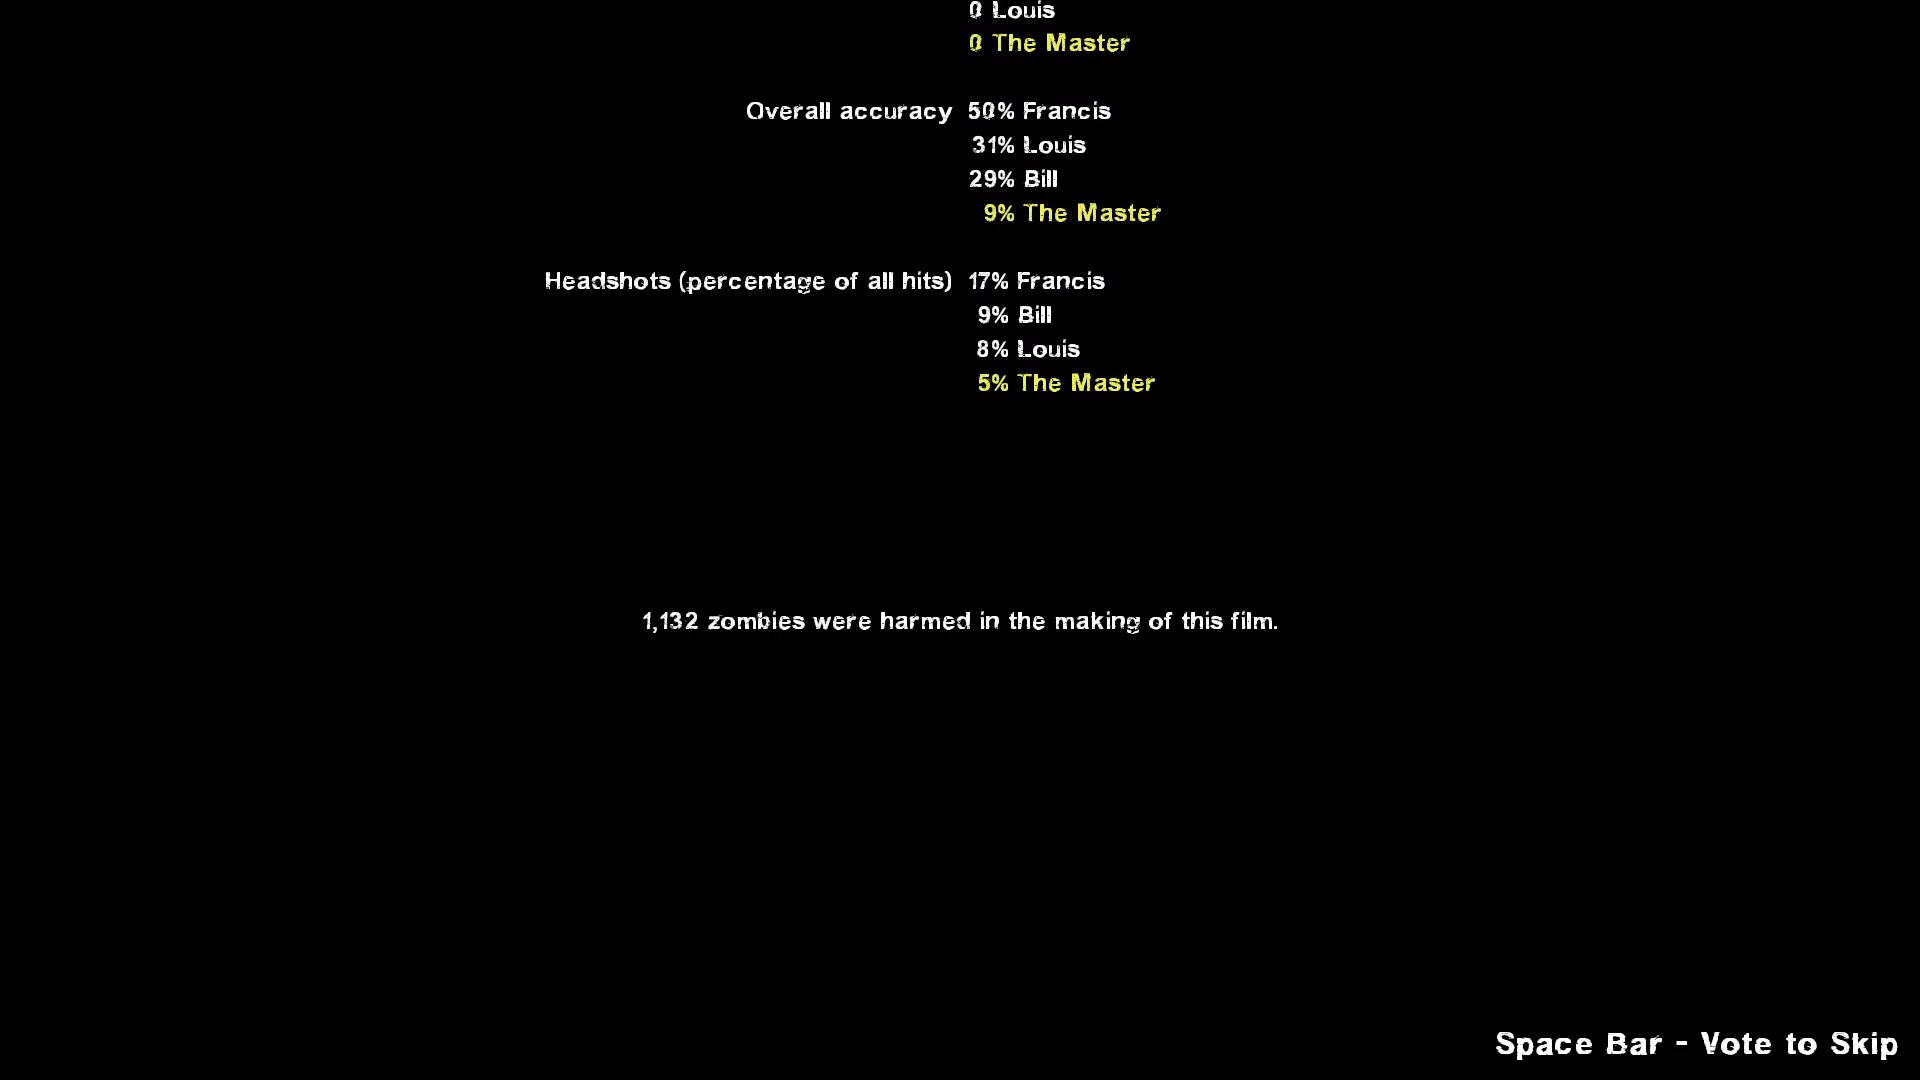 0 Louis
0 The Master
Overall accuracy 50% Francis
31% Louis
29% Bill
9% The Master
Headshots (percentage of all hits) 17% Francis
9% Bill
8% Louis
5% The Master
1,132 zombies were harmed in the making of this film.
Space Bar - Vote to Skip